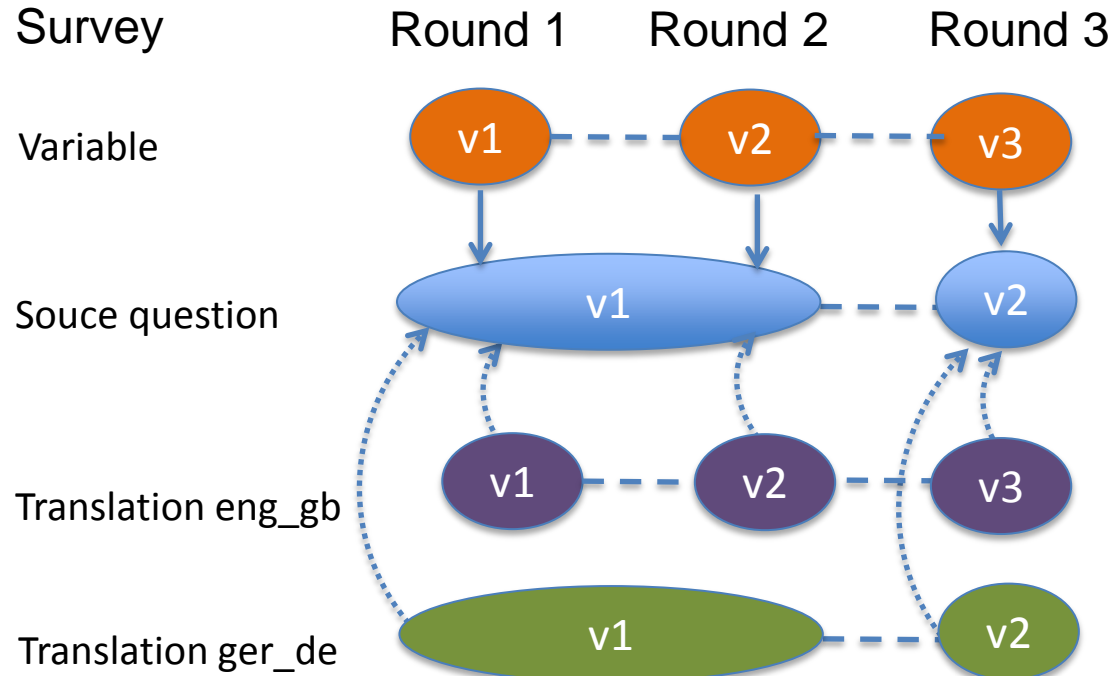 Survey Round 1 Round 2 Round 3
Variable v1 v2 v3
Souce question v1 v2
Translation eng_gb v1 v2 v3
Translation ger_de v1 v2